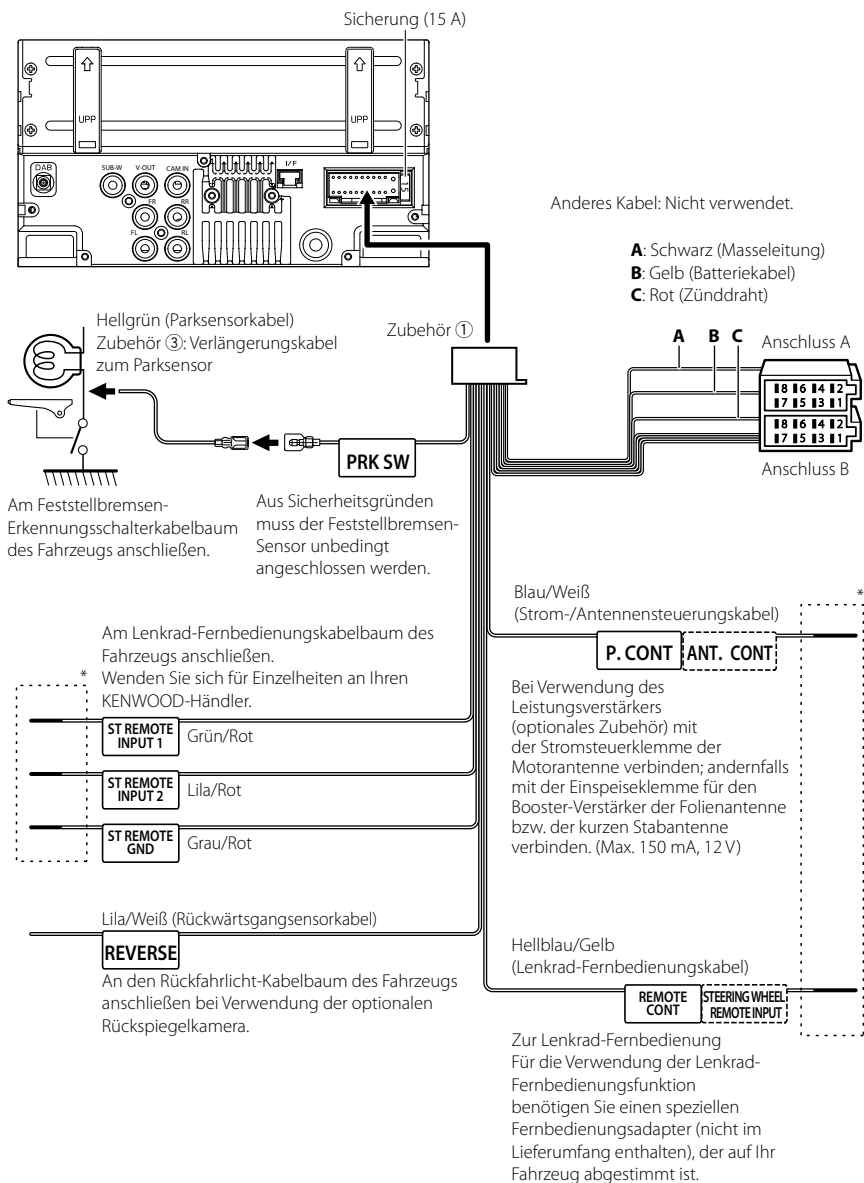 Sicherung (15 A)
UPP
UPP
DAB
SUB-W
V-OUT
CAM IN
I/F
15
FR
RR
FL
RL
Anderes Kabel: Nicht verwendet.
A: Schwarz (Masseleitung)
B: Gelb (Batteriekabel)
C: Rot (Zünddraht)
Hellgrün (Parksensorkabel)
Zubehör ③: Verlängerungskabel
zum Parksensor
Zubehör ①
A B C
Anschluss A
8 6 4 2
7 5 3 1
8 6 4 2
7 5 3 1
Anschluss B
PRK SW
Am Feststellbremsen-
Erkennungsschalterkabelbaum
des Fahrzeugs anschließen.
Aus Sicherheitsgründen
muss der Feststellbremsen-
Sensor unbedingt
angeschlossen werden.
Blau/Weiß
(Strom-/Antennensteuerungskabel)
*
P. CONT
ANT. CONT
Bei Verwendung des
Leistungsverstärkers
(optionales Zubehör) mit
der Stromsteuerklemme der
Motorantenne verbinden; andernfalls
mit der Einspeiseklemme für den
Booster-Verstärker der Folienantenne
bzw. der kurzen Stabantenne
verbinden. (Max. 150 mA, 12 V)
Am Lenkrad-Fernbedienungskabelbaum des
Fahrzeugs anschließen.
Wenden Sie sich für Einzelheiten an Ihren
KENWOOD-Händler.
*
ST REMOTE
INPUT 1
Grün/Rot
ST REMOTE
INPUT 2
Lila/Rot
ST REMOTE
GND
Grau/Rot
Lila/Weiß (Rückwärtsgangsensorkabel)
REVERSE
An den Rückfahrlicht-Kabelbaum des Fahrzeugs
anschließen bei Verwendung der optionalen
Rückspiegelkamera.
Hellblau/Gelb
(Lenkrad-Fernbedienungskabel)
REMOTE
CONT
STEERING WHEEL
REMOTE INPUT
Zur Lenkrad-Fernbedienung
Für die Verwendung der Lenkrad-
Fernbedienungsfunktion
benötigen Sie einen speziellen
Fernbedienungsadapter (nicht im
Lieferumfang enthalten), der auf Ihr
Fahrzeug abgestimmt ist.